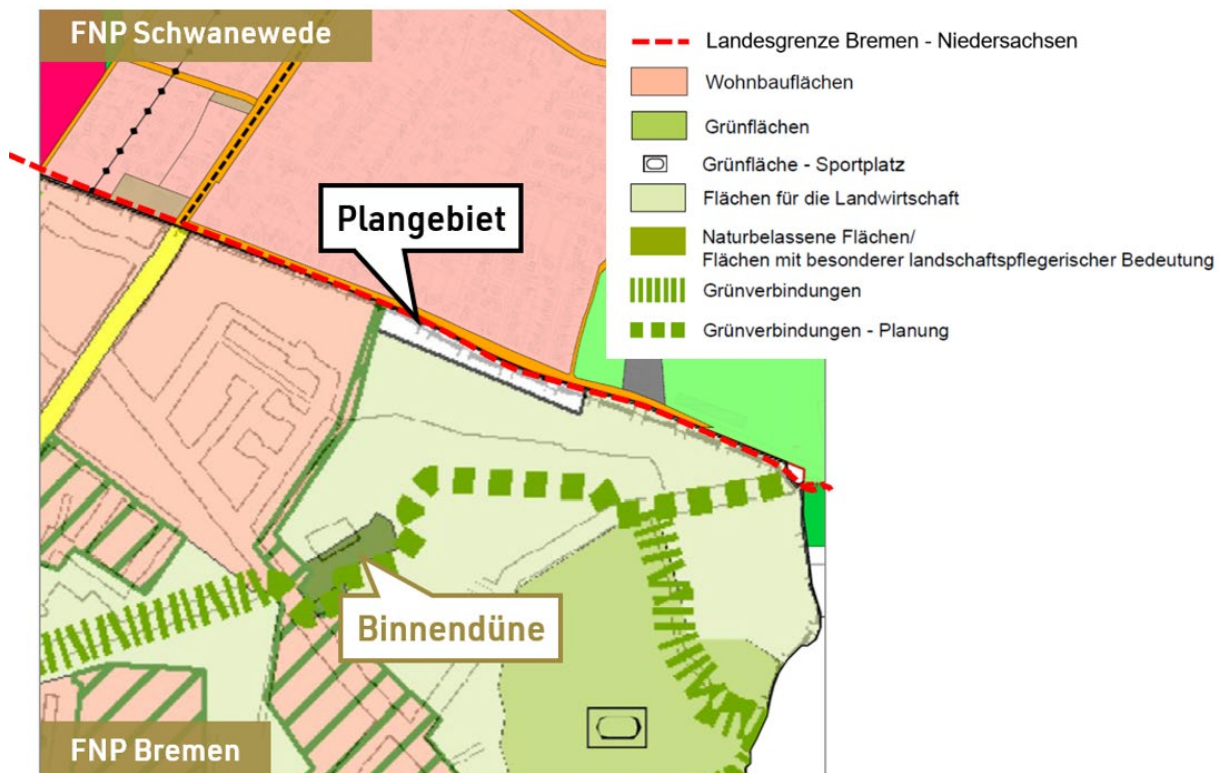 FNP Schwanewede
Plangebiet
Binnendüne
FNP Bremen
Landesgrenze Bremen - Niedersachsen
Wohnbauflächen
Grünflächen
Grünfläche - Sportplatz
Flächen für die Landwirtschaft
Naturbelassene Flächen/
Flächen mit besonderer landschaftspflegerischer Bedeutung
Grünverbindungen
Grünverbindungen - Planung